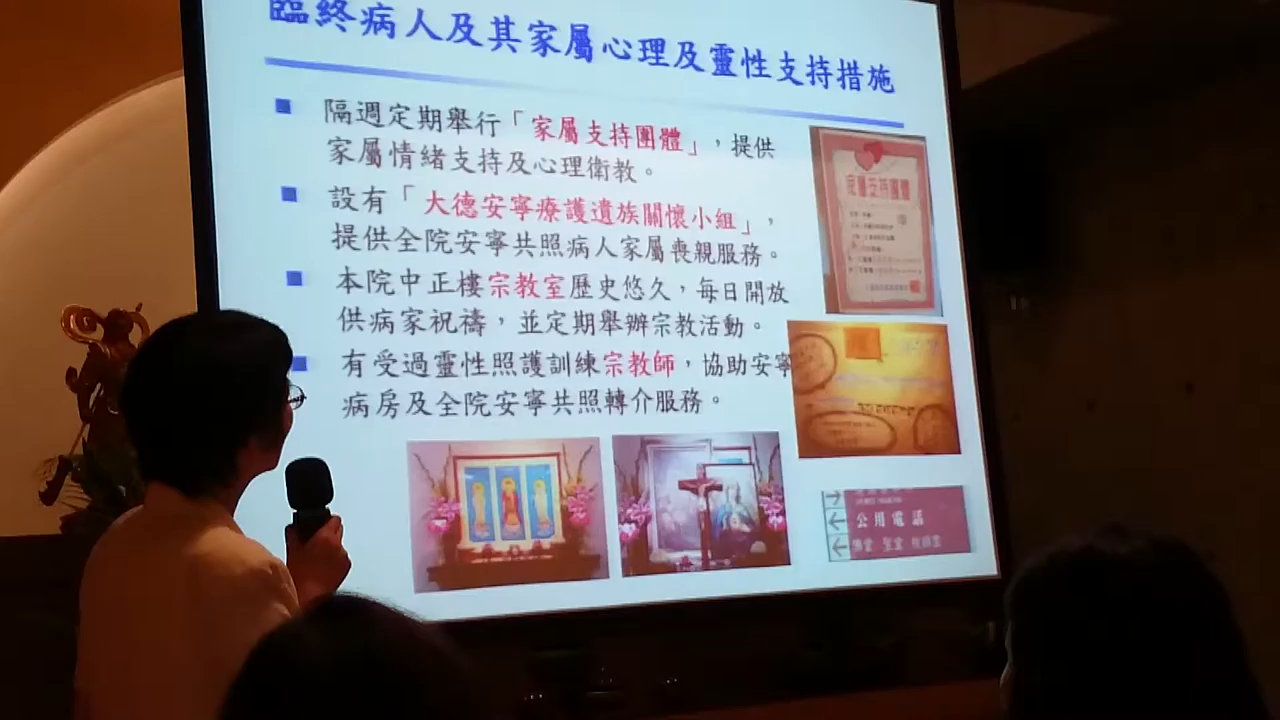 臨終病人及其家屬心理及靈性支持措施
隔週定期舉行「家屬支持團體」，提供
家屬情緒支持及心理衛教。
設有「大德安寧療護遺族關懷小組」，
提供全院安寧共照病人家屬喪親服務。
本院中正樓宗教室歷史悠久，每日開放
供病家祝禱，並定期舉辦宗教活動。
有受過靈性照護訓練宗教師，協助安寧
病房及全院安寧共照轉介服務。
家屬支持團體
公用電話